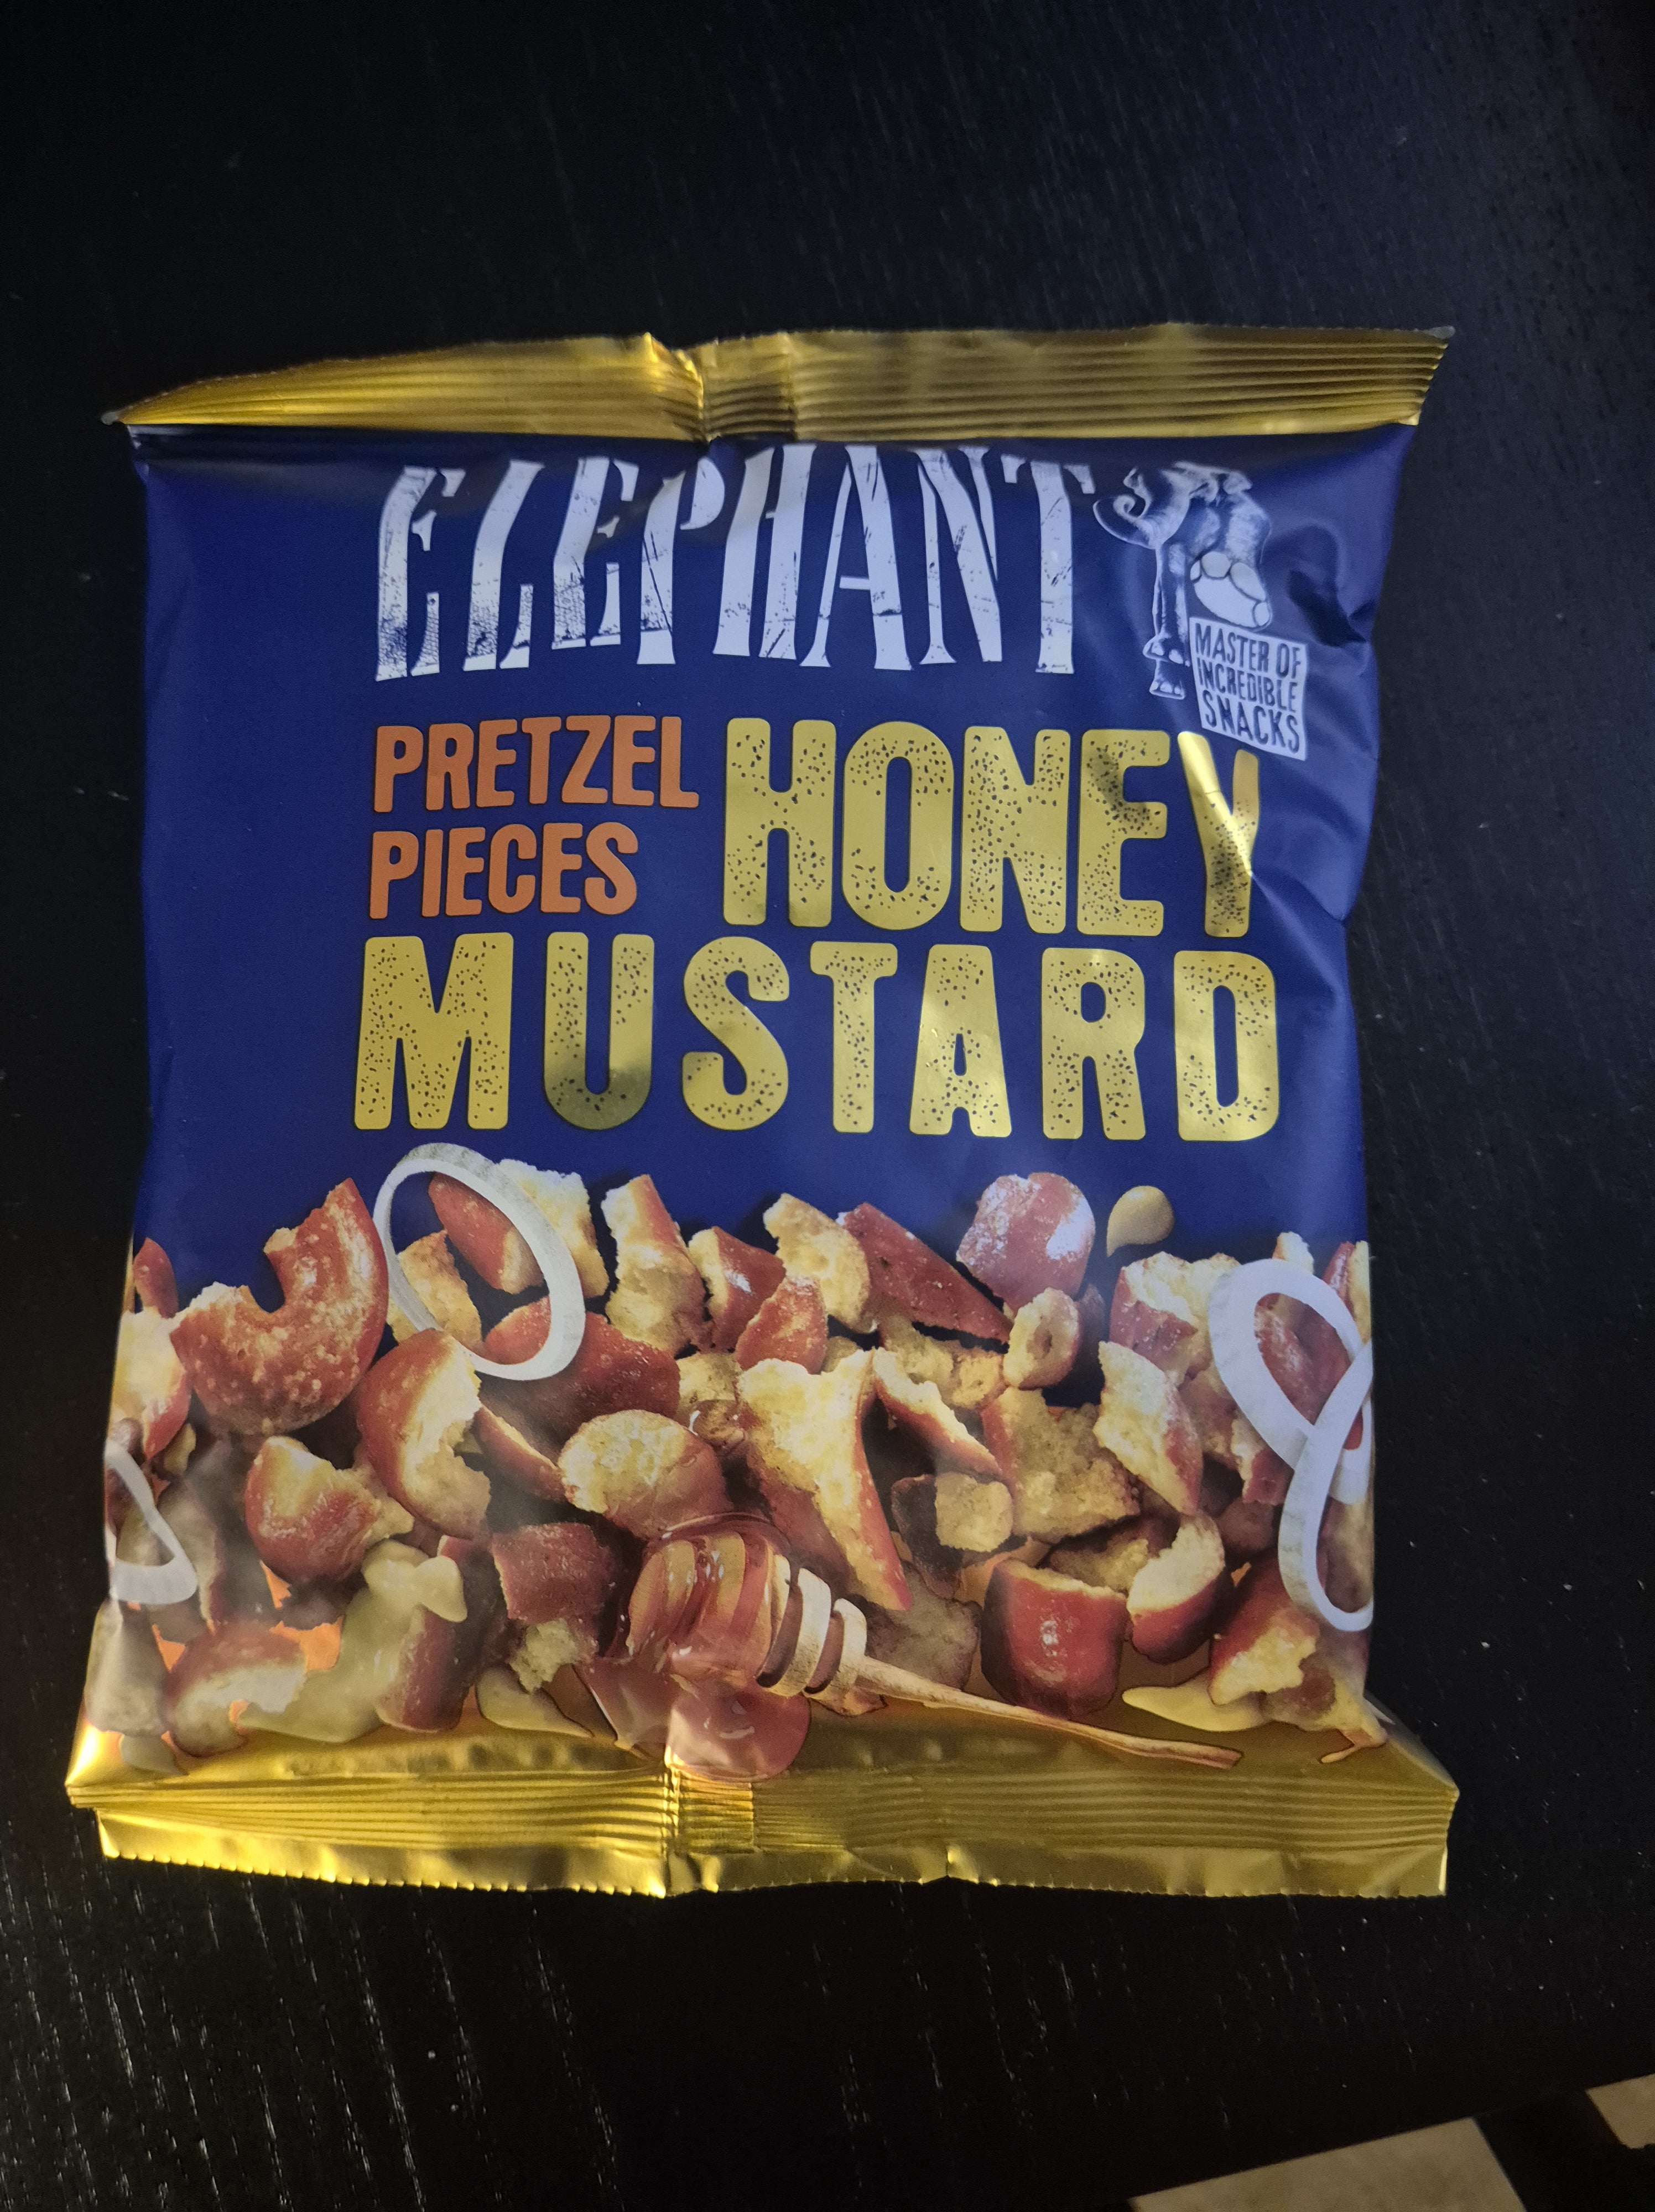 ELEPHANT
MASTER OF
INCREDIBLE
SNACKS
PRETZEL
PIECES
HONEY
MUSTARD